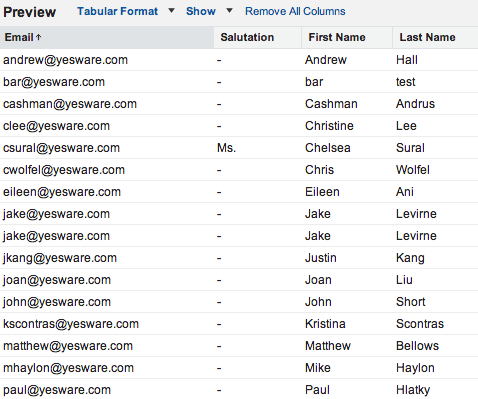 Preview Tabular Format Show Remove All Columns
Email↑ Salutation First Name Last Name
andrew@yesware.com - Andrew Hall
bar@yesware.com - bar test
cashman@yesware.com - Cashman Andrus
clee@yesware.com - Christine Lee
csural@yesware.com Ms. Chelsea Sural
cwolfel@yesware.com - Chris Wolfel
eileen@yesware.com - Eileen Ani
jake@yesware.com - Jake Levirne
jake@yesware.com - Jake Levirne
jkang@yesware.com - Justin Kang
joan@yesware.com - Joan Liu
john@yesware.com - John Short
kscontras@yesware.com - Kristina Scontras
matthew@yesware.com - Matthew Bellows
mhaylon@yesware.com - Mike Haylon
paul@yesware.com - Paul Hlatky